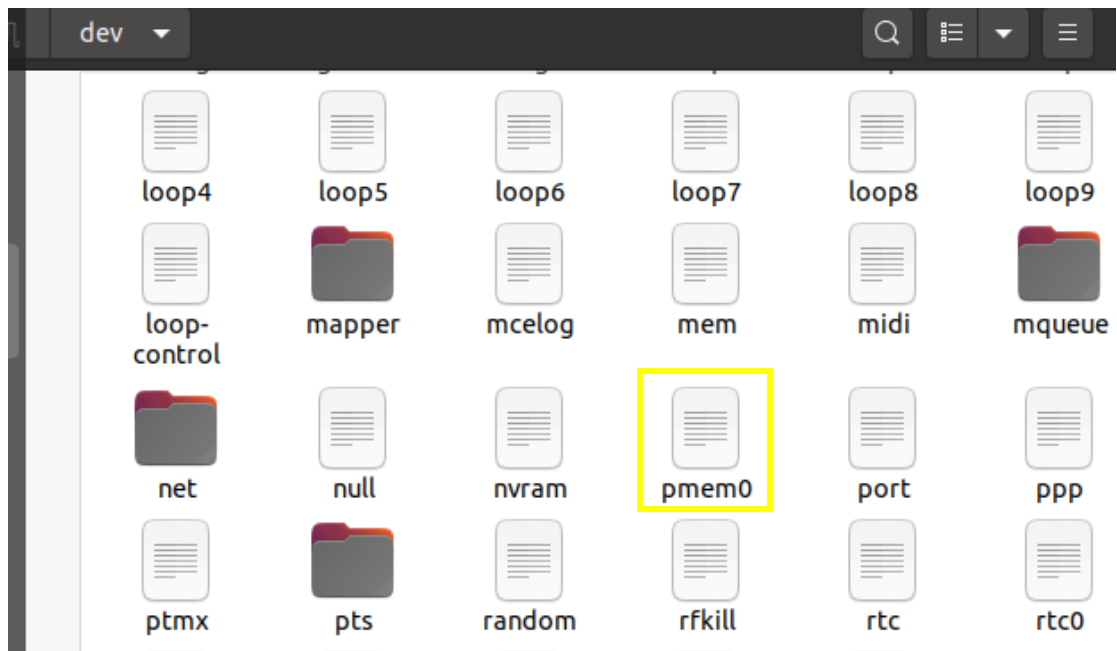 dev
loop4 loop5 loop6 loop7 loop8 loop9
loop- mapper mcelog mem midi mqueue
control
net null nvram pmem0 port ppp
ptmx pts random rfkill rtc rtc0